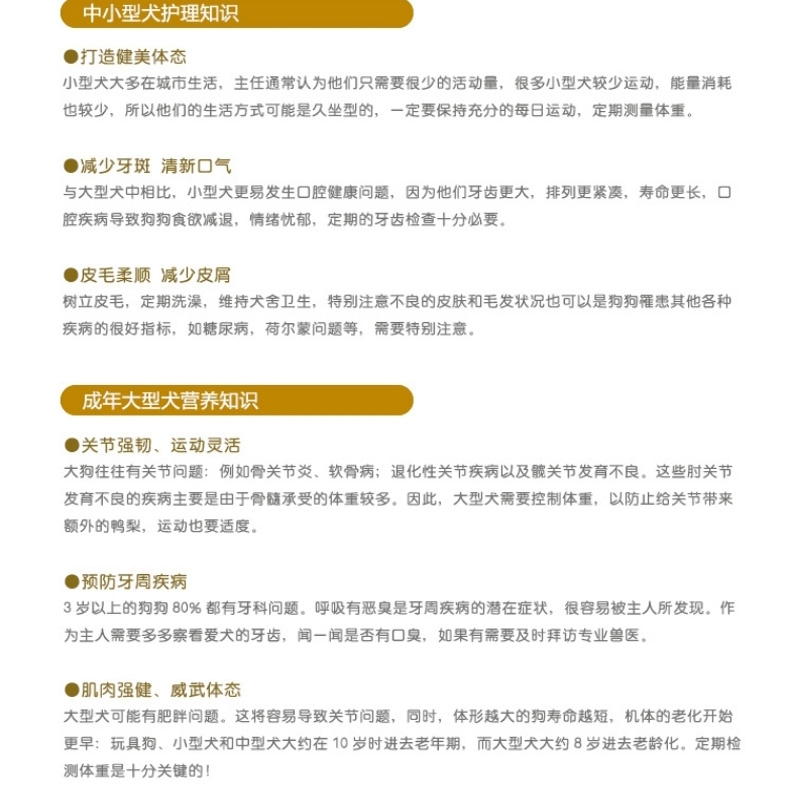 中小型犬护理知识
●打造健美体态
小型犬大多在城市生活，主任通常认为他们只需要很少的活动量，很多小型犬较少运动，能量消耗
也较少，所以他们的生活方式可能是久坐型的，一定要保持充分的每日运动，定期测量体重。
●减少牙斑 清新口气
与大型犬中相比，小型犬更易发生口腔健康问题，因为他们牙齿更大，排列更紧凑，寿命更长，口
腔疾病导致狗狗食欲减退，情绪忧郁，定期的牙齿检查十分必要。
●皮毛柔顺 减少皮屑
树立皮毛，定期洗澡，维持犬舍卫生，特别注意不良的皮肤和毛发状况也可以是狗狗罹患其他各种
疾病的很好指标，如糖尿病，荷尔蒙问题等，需要特别注意。
成年大型犬营养知识
●关节强韧、运动灵活
大狗往往有关节问题：例如骨关节炎、软骨病；退化性关节疾病以及髋关节发育不良。这些肘关节
发育不良的疾病主要是由于骨髓承受的体重较多。因此，大型犬需要控制体重，以防止给关节带来
额外的鸭梨，运动也要适度。
●预防牙周疾病
3 岁以上的狗狗 80% 都有牙科问题。呼吸有恶臭是牙周疾病的潜在症状，很容易被主人所发现。作
为主人需要多多察看爱犬的牙齿，闻一闻是否有口臭，如果有需要及时拜访专业兽医。
●肌肉强健、威武体态
大型犬可能有肥胖问题。这将容易导致关节问题，同时，体形越大的狗寿命越短，机体的老化开始
更早：玩具狗、小型犬和中型犬大约在 10 岁时进去老年期，而大型犬大约 8 岁进去老龄化。定期检
测体重是十分关键的！